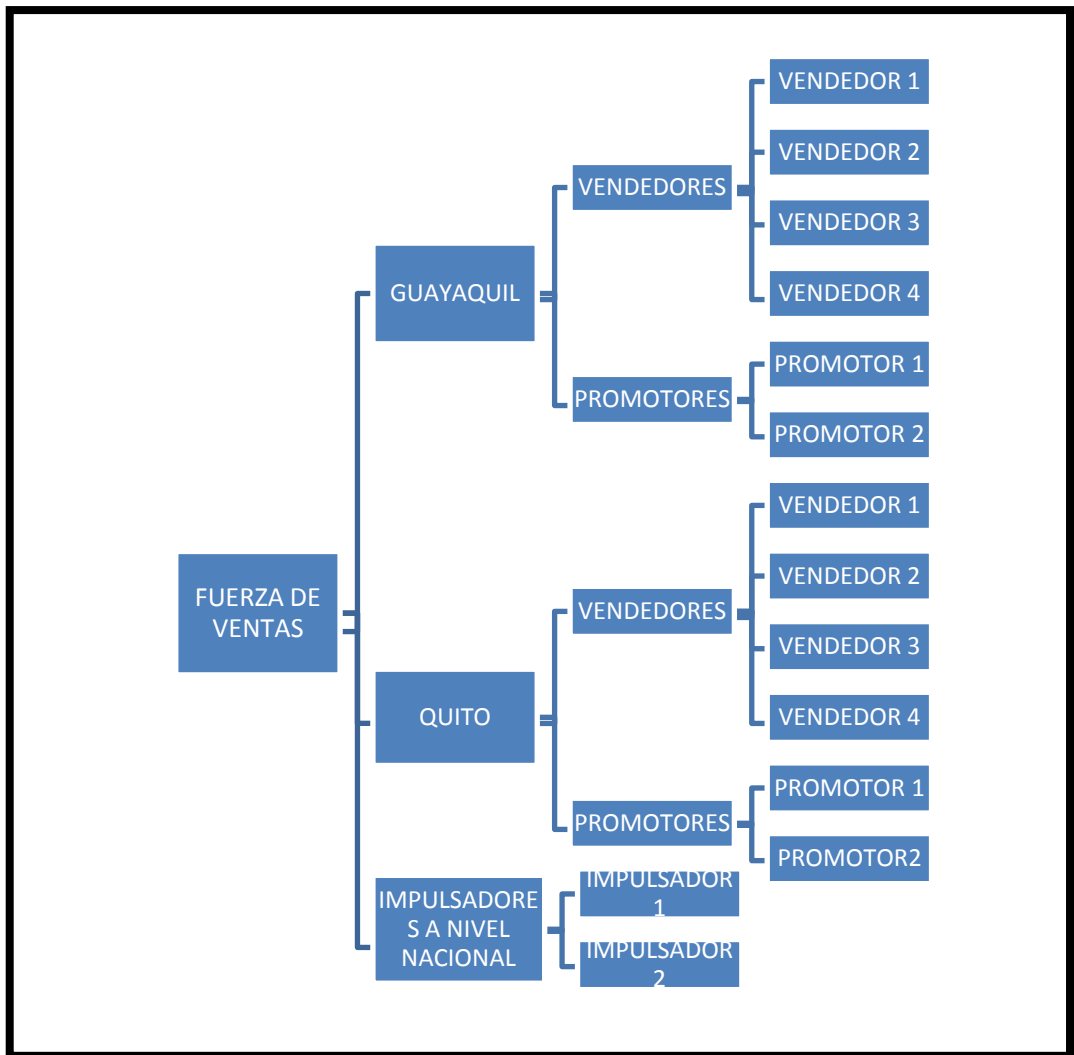 FUERZA DE
VENTAS
GUAYAQUIL
VENDEDORES
VENDEDOR 1
VENDEDOR 2
VENDEDOR 3
VENDEDOR 4
PROMOTORES
PROMOTOR 1
PROMOTOR 2
QUITO
VENDEDORES
VENDEDOR 1
VENDEDOR 2
VENDEDOR 3
VENDEDOR 4
PROMOTORES
PROMOTOR 1
PROMOTOR2
IMPULSADORE
S A NIVEL
NACIONAL
IMPULSADOR
1
IMPULSADOR
2